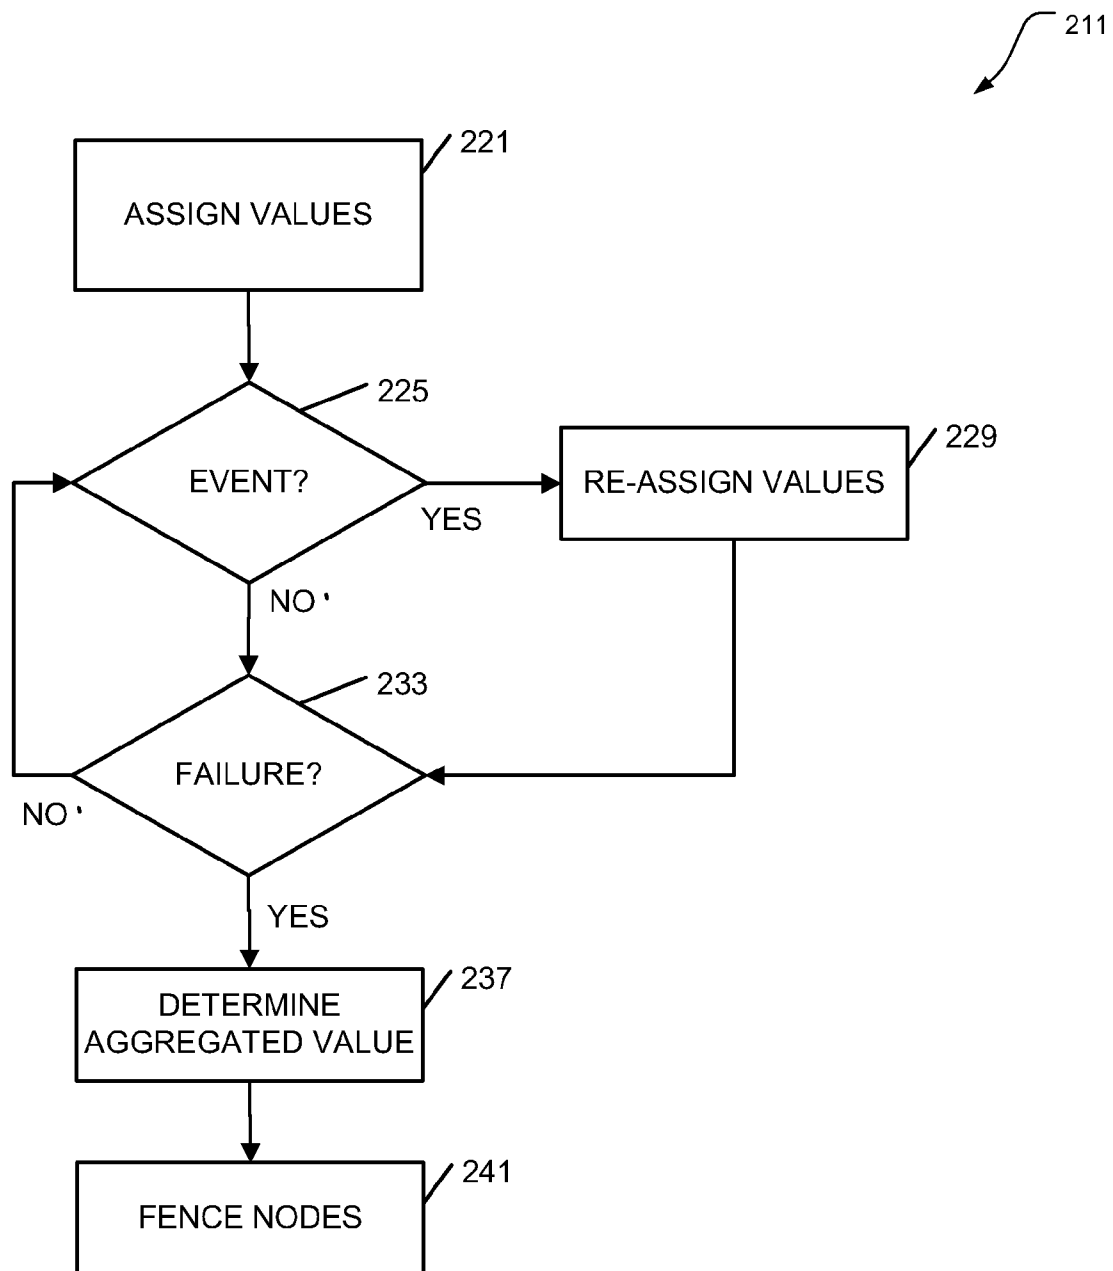 211
221
ASSIGN VALUES
225
EVENT?
YES
229
RE-ASSIGN VALUES
NO
233
FAILURE?
NO
YES
237
DETERMINE
AGGREGATED VALUE
241
FENCE NODES